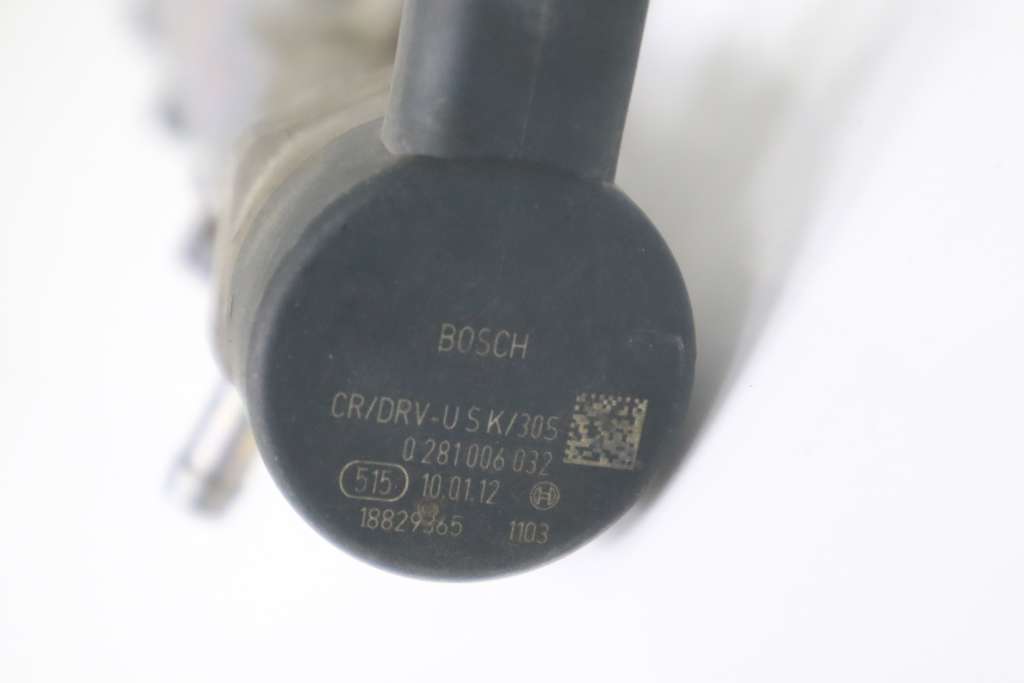 BOSCH
CR/DRV-USK/30S
0 281 006 032
515 10.01.12
18829365 1103